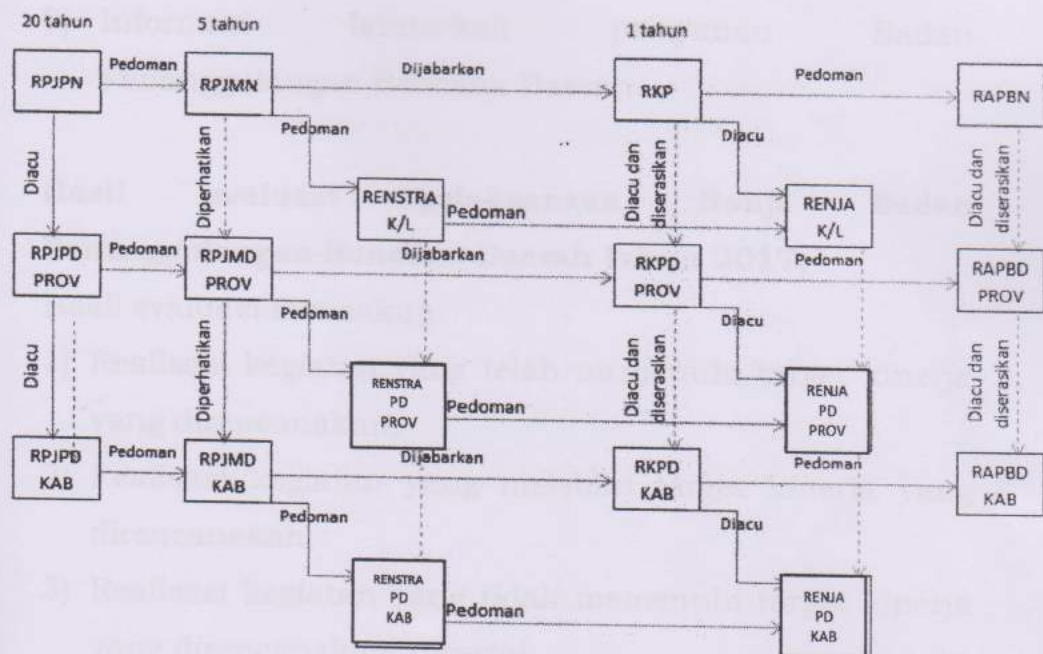 20 tahun
5 tahun
1 tahun
RPJPN
Pedoman
RPJMN
Dijabarkan
RKP
Pedoman
RAPBN
Pedoman
Diacu
Diacu
Diperhatikan
RENSTRA
K/L
Pedoman
Diacu dan
diserasikan
RENJA
K/L
Diacu dan
diserasikan
RPJPD
PROV
Pedoman
RPJMD
PROV
Dijabarkan
RKPD
PROV
Pedoman
RAPBD
PROV
Pedoman
Diacu
Diacu
Diperhatikan
RENSTRA
PD
PROV
Pedoman
Diacu dan
diserasikan
RENJA
PD
PROV
Diacu dan
diserasikan
RPJPD
KAB
Pedoman
RPJMD
KAB
Dijabarkan
RKPD
KAB
Pedoman
RAPBD
KAB
Pedoman
Diacu
RENSTRA
PD
KAB
Pedoman
RENJA
PD
KAB